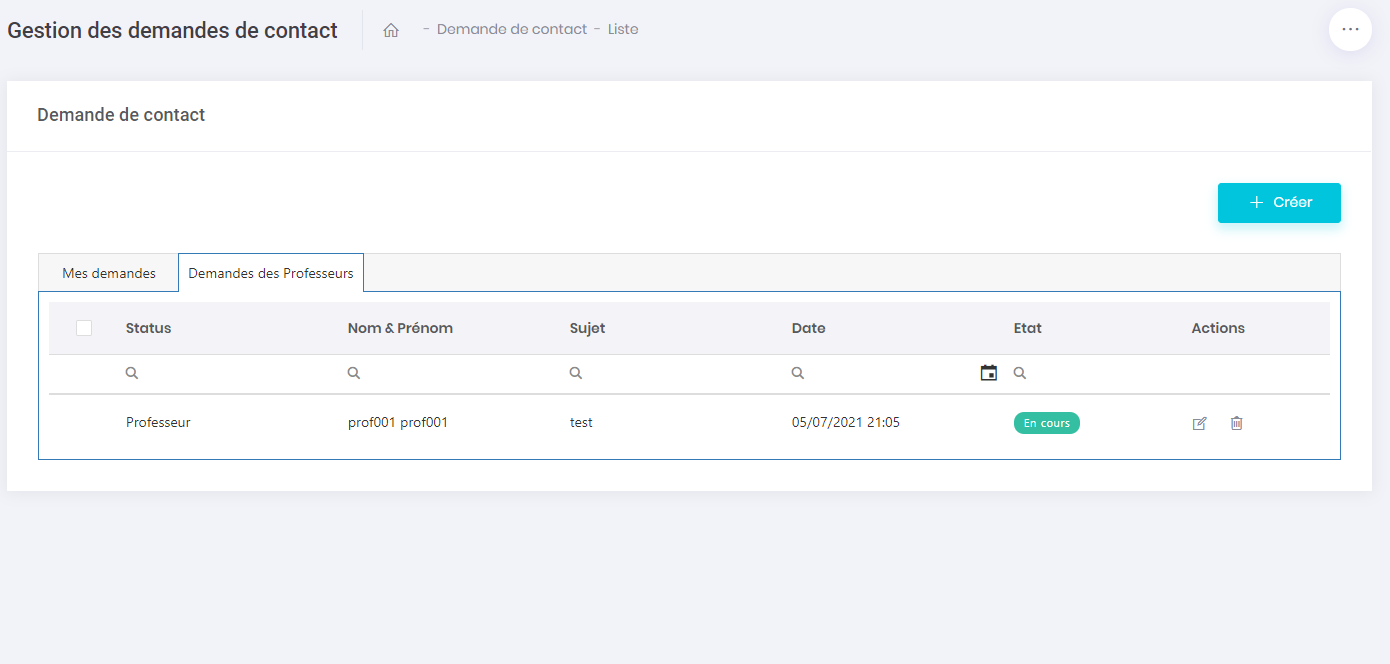 Gestion des demandes de contact - Demande de contact - Liste
Demande de contact
Créer
Mes demandes Demandes des Professeurs
Status Nom & Prénom Sujet Date Etat Actions
Professeur prof001 prof001 test 05/07/2021 21:05 En cours